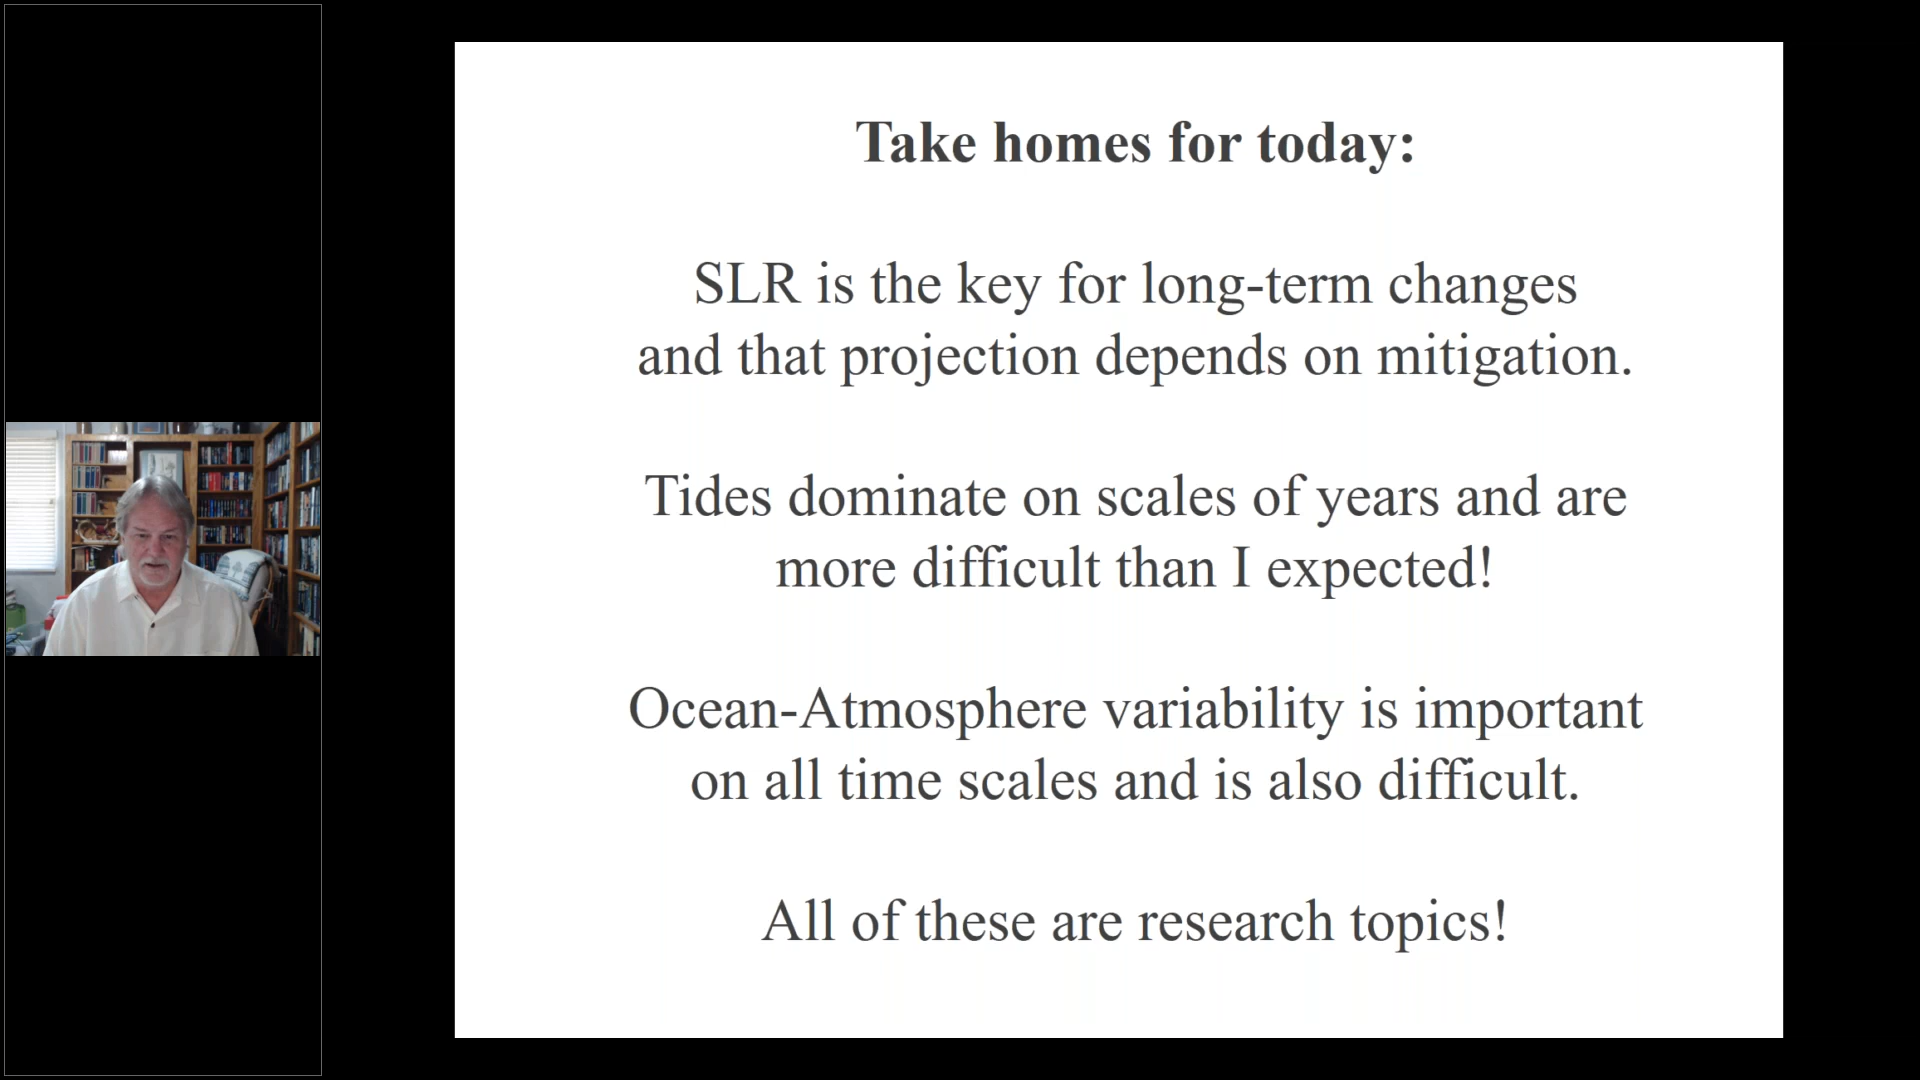 Take homes for today:
SLR is the key for long-term changes
and that projection depends on mitigation.
Tides dominate on scales of years and are
more difficult than I expected!
Ocean-Atmosphere variability is important
on all time scales and is also difficult.
All of these are research topics!